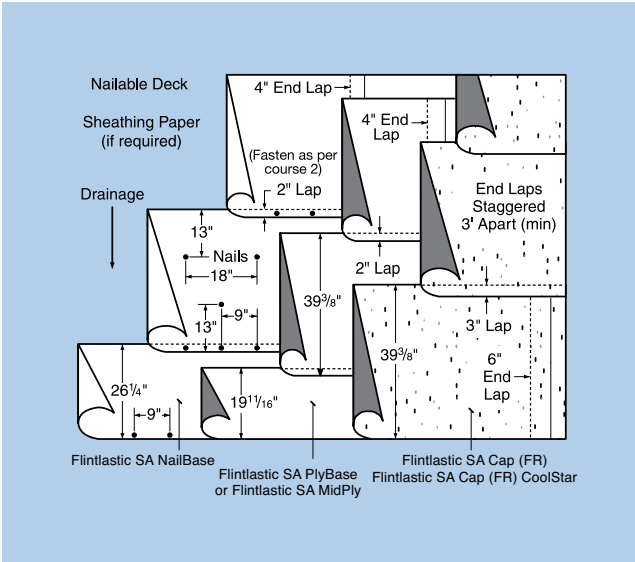 Nailable Deck
Sheathing Paper
(if required)
Drainage
4" End Lap
4" End
Lap
(Fasten as per
course 2)
2" Lap
End Laps
Staggered
3' Apart (min)
13"
Nails
18"
2" Lap
39³⁄₈"
13"
9"
3" Lap
39³⁄₈"
6"
End
Lap
26¹⁄₄"
19¹¹⁄₁₆"
9"
Flintlastic SA NailBase
Flintlastic SA PlyBase
or Flintlastic SA MidPly
Flintlastic SA Cap (FR)
Flintlastic SA Cap (FR) CoolStar